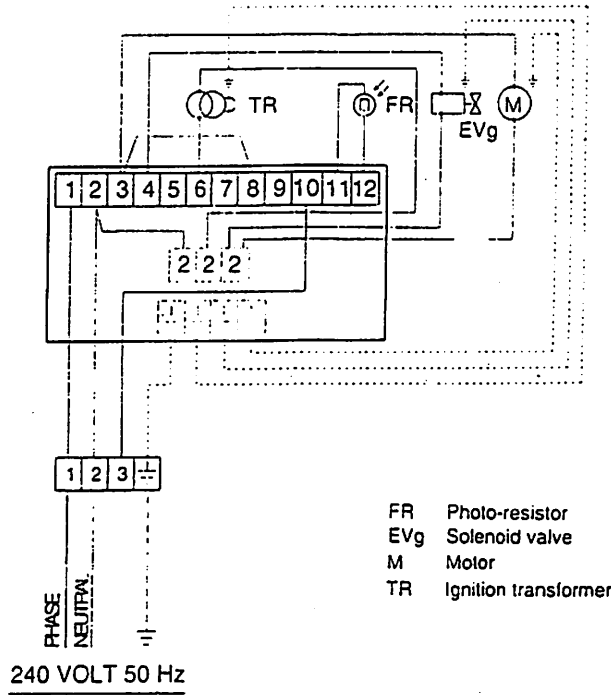 TR
FR
EVg
M
1 2 3 4 5 6 7 8 9 10 11 12
2 2 2
1 2 3
FR Photo-resistor
EVg Solenoid valve
M Motor
TR Ignition transformer
PHASE
NEUTRAL
240 VOLT 50 Hz